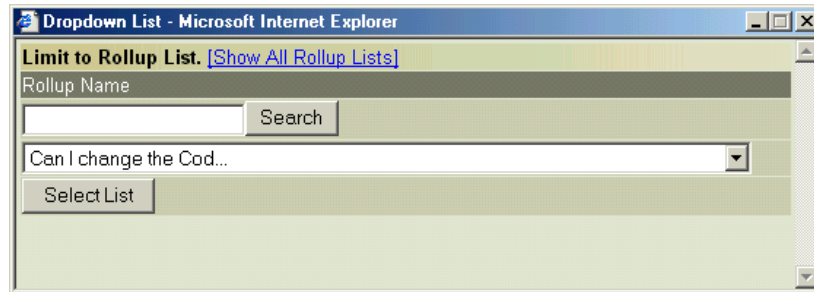 Dropdown List - Microsoft Internet Explorer
Limit to Rollup List. [Show All Rollup Lists]
Rollup Name
Search
Can I change the Cod...
Select List